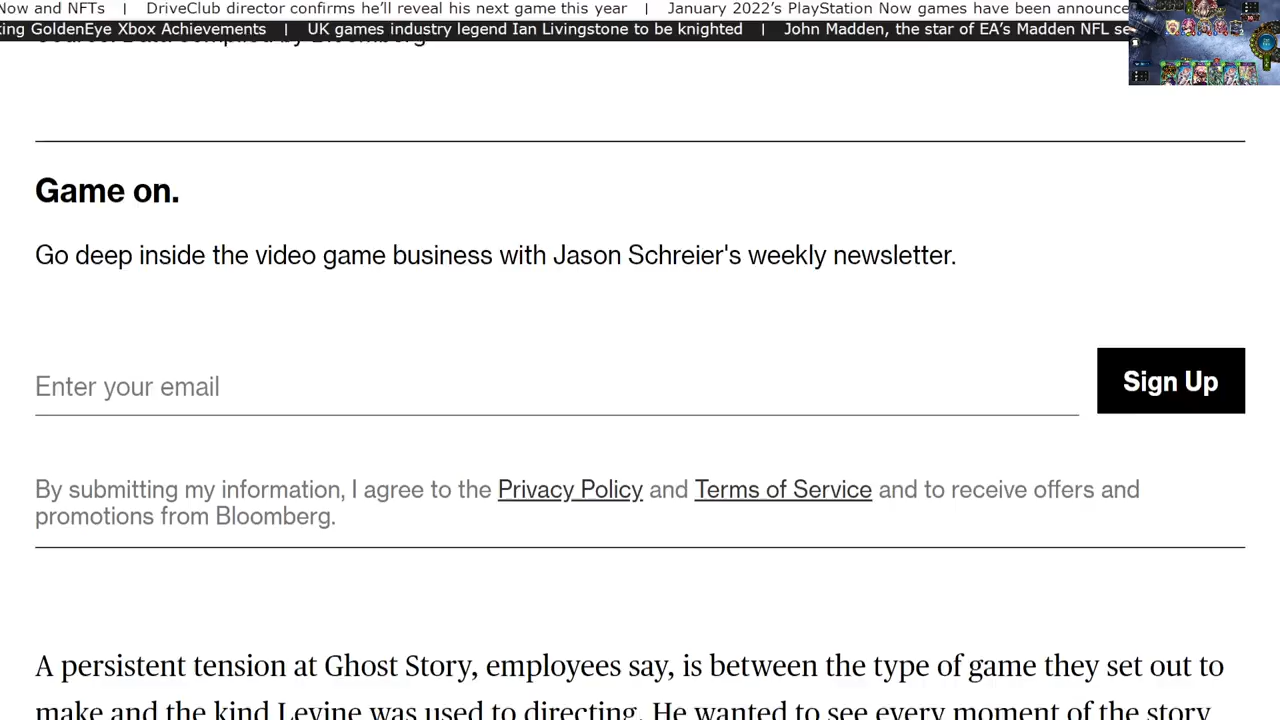 Now and NFTs | DriveClub director confirms he’ll reveal his next game this year | January 2022’s PlayStation Now games have been announce
king GoldenEye Xbox Achievements | UK games industry legend Ian Livingstone to be knighted | John Madden, the star of EA’s Madden NFL se
Source: Data compiled by Bloomberg
Game on.
Go deep inside the video game business with Jason Schreier's weekly newsletter.
Enter your email
Sign Up
By submitting my information, I agree to the Privacy Policy and Terms of Service and to receive offers and
promotions from Bloomberg.
A persistent tension at Ghost Story, employees say, is between the type of game they set out to
make and the kind Levine was used to directing. He wanted to see every moment of the story